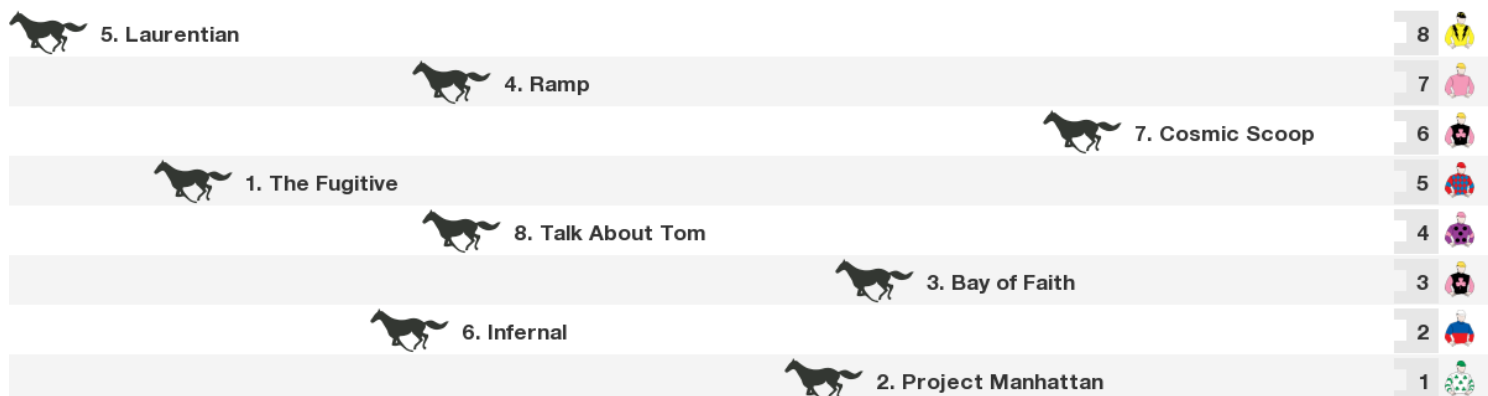 5. Laurentian 8
4. Ramp 7
7. Cosmic Scoop 6
1. The Fugitive 5
8. Talk About Tom 4
3. Bay of Faith 3
6. Infernal 2
2. Project Manhattan 1